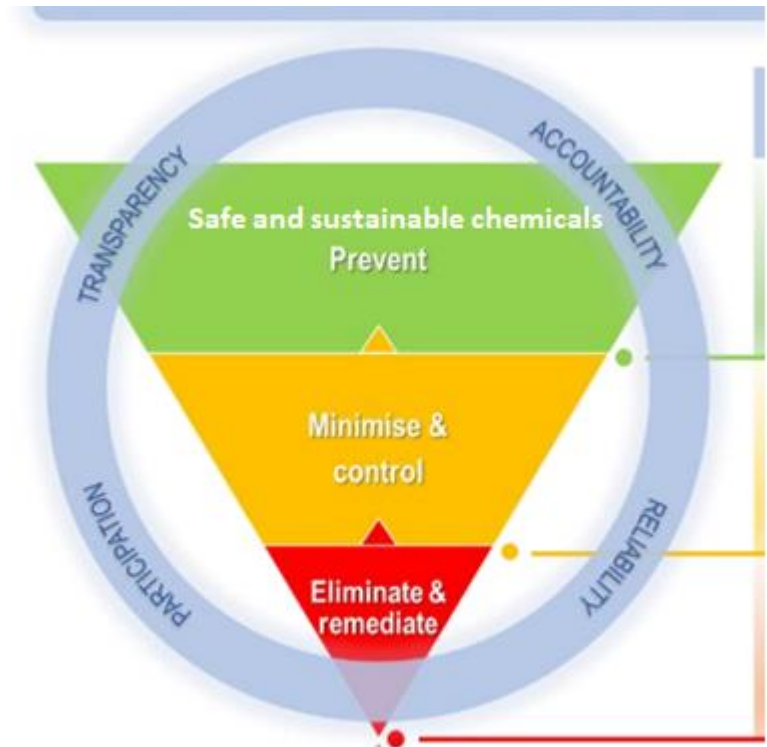 TRANSPARENCY
ACCOUNTABILITY
Safe and sustainable chemicals
Prevent
Minimise &
control
PARTICIPATION
RELIABILITY
Eliminate &
remediate